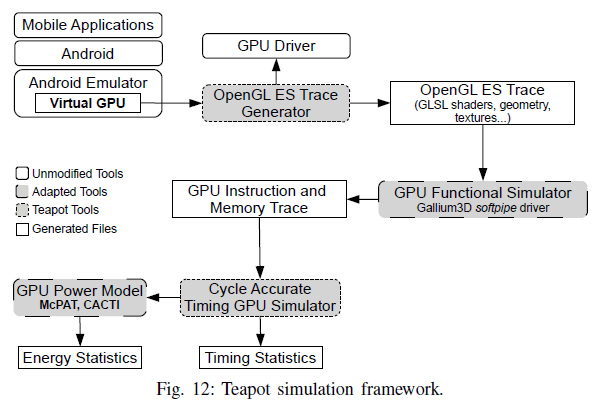 Mobile Applications
Android
Android Emulator
Virtual GPU
GPU Driver
OpenGL ES Trace
Generator
OpenGL ES Trace
(GLSL shaders, geometry,
textures...)
Unmodified Tools
Adapted Tools
Teapot Tools
Generated Files
GPU Instruction and
Memory Trace
GPU Functional Simulator
Gallium3D softpipe driver
GPU Power Model
McPAT, CACTI
Cycle Accurate
Timing GPU Simulator
Energy Statistics
Timing Statistics
Fig. 12: Teapot simulation framework.